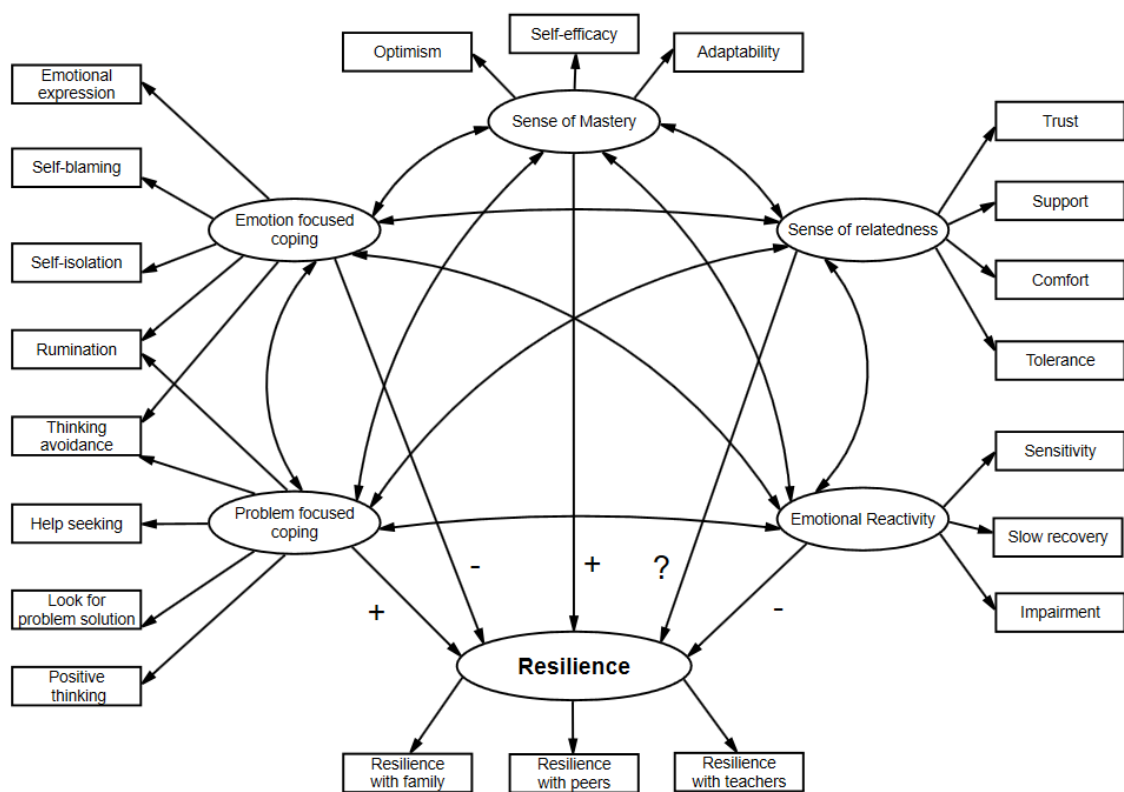 Self-efficacy
Optimism
Adaptability
Emotional
expression
Sense of Mastery
Trust
Self-blaming
Support
Emotion focused
coping
Sense of relatedness
Self-isolation
Comfort
Rumination
Tolerance
Thinking
avoidance
Sensitivity
Help seeking
Problem focused
coping
Emotional Reactivity
Slow recovery
-
+
?
Look for
problem solution
+
-
Impairment
Positive
thinking
Resilience
Resilience
with family
Resilience
with peers
Resilience
with teachers